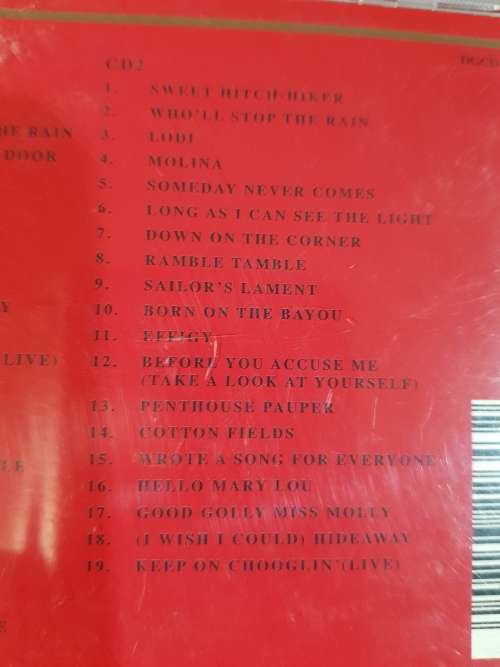 DGCD
CD2
1. SWEET HITCH-HIKER
2. WHO'LL STOP THE RAIN
HE RAIN
3. LODI
DOOR
4. MOLINA
5. SOMEDAY NEVER COMES
6. LONG AS I CAN SEE THE LIGHT
7. DOWN ON THE CORNER
8. RAMBLE TAMBLE
9. SAILOR'S LAMENT
Y
10. BORN ON THE BAYOU
11. EFFIGY
LIVE)
12. BEFORE YOU ACCUSE ME
(TAKE A LOOK AT YOURSELF)
13. PENTHOUSE PAUPER
14. COTTON FIELDS
LE
15. WROTE A SONG FOR EVERYONE
16. HELLO MARY LOU
17. GOOD GOLLY MISS MOLLY
18. (I WISH I COULD) HIDEAWAY
19. KEEP ON CHOOGLIN'(LIVE)
E